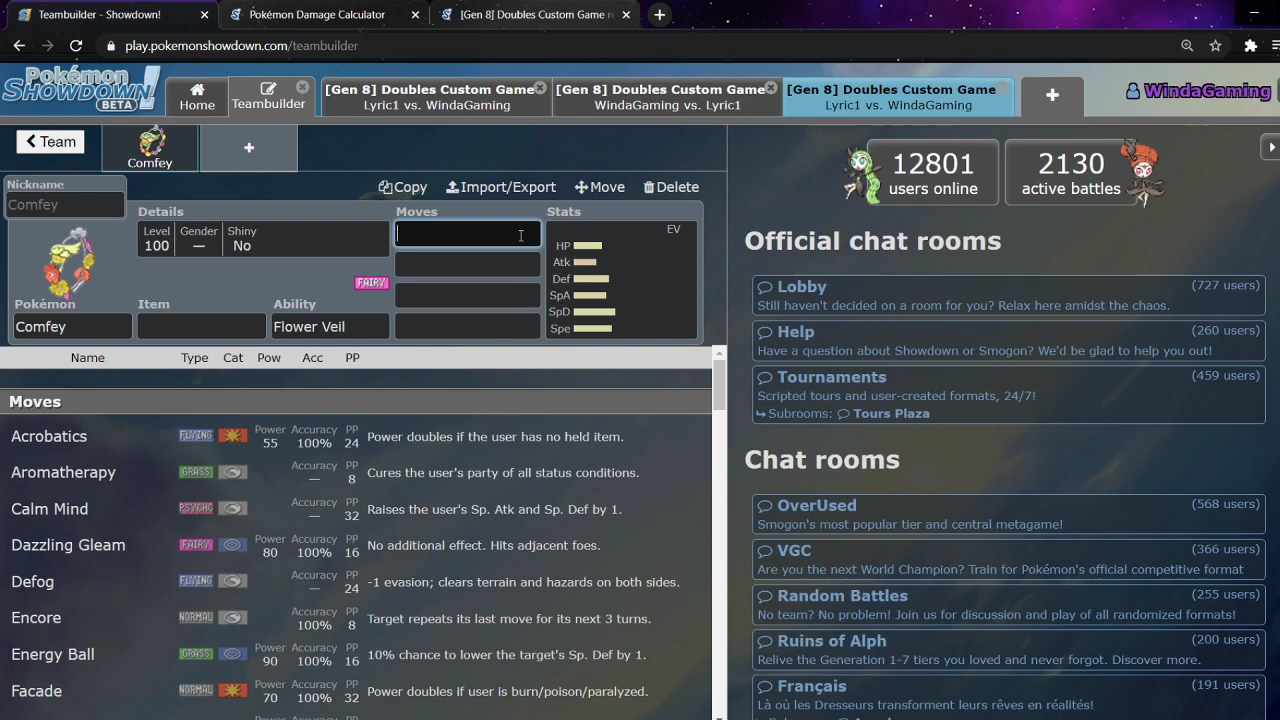 Teambuilder - Showdown!
Pokémon Damage Calculator
[Gen 8] Doubles Custom Game re
play.pokemonshowdown.com/teambuilder
Pokémon
SHOWDOWN!
BETA
Home
Teambuilder
[Gen 8] Doubles Custom Game
Lyric1 vs. WindaGaming
[Gen 8] Doubles Custom Game
WindaGaming vs. Lyric1
[Gen 8] Doubles Custom Game
Lyric1 vs. WindaGaming
WindaGaming
Team
Comfey
Copy
Import/Export
Move
Delete
Nickname
Comfey
Details
Level Gender Shiny
100 — No
FAIRY
Pokémon
Comfey
Item
Ability
Flower Veil
Moves
Stats
EV
HP
Atk
Def
SpA
SpD
Spe
Name Type Cat Pow Acc PP
Moves
Acrobatics FLYING Power 55 Accuracy 100% PP 24 Power doubles if the user has no held item.
Aromatherapy GRASS Accuracy — PP 8 Cures the user's party of all status conditions.
Calm Mind PSYCHC Accuracy — PP 32 Raises the user's Sp. Atk and Sp. Def by 1.
Dazzling Gleam FAIRY Power 80 Accuracy 100% PP 16 No additional effect. Hits adjacent foes.
Defog FLYING Accuracy — PP 24 -1 evasion; clears terrain and hazards on both sides.
Encore NORMAL Accuracy 100% PP 8 Target repeats its last move for its next 3 turns.
Energy Ball GRASS Power 90 Accuracy 100% PP 16 10% chance to lower the target's Sp. Def by 1.
Facade NORMAL Power 70 Accuracy 100% PP 32 Power doubles if user is burn/poison/paralyzed.
12801
users online
2130
active battles
Official chat rooms
Lobby (727 users)
Still haven't decided on a room for you? Relax here amidst the chaos.
Help (260 users)
Have a question about Showdown or Smogon? We'd be glad to help you out!
Tournaments (459 users)
Scripted tours and user-created formats, 24/7!
Subrooms: Tours Plaza
Chat rooms
OverUsed (568 users)
Smogon's most popular tier and central metagame!
VGC (366 users)
Are you the next World Champion? Train for Pokémon's official competitive format
Random Battles (255 users)
No team? No problem! Join us for discussion and play of all randomized formats!
Ruins of Alph (200 users)
Relive the Generation 1-7 tiers you loved and never forgot. Discover more.
Français (191 users)
Là où les Dresseurs transforment leurs rêves en réalités!